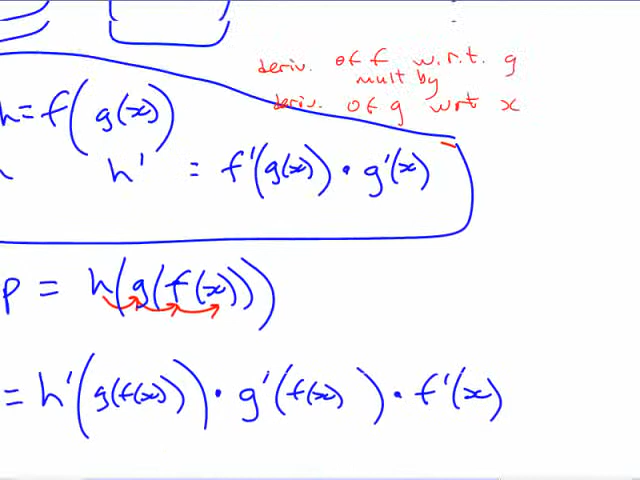 deriv. of f w.r.t. g
mult by
deriv. of g wrt x
h = f(g(x))
h' = f'(g(x)) · g'(x)
p = h(g(f(x)))
= h'(g(f(x))) · g'(f(x)) · f'(x)